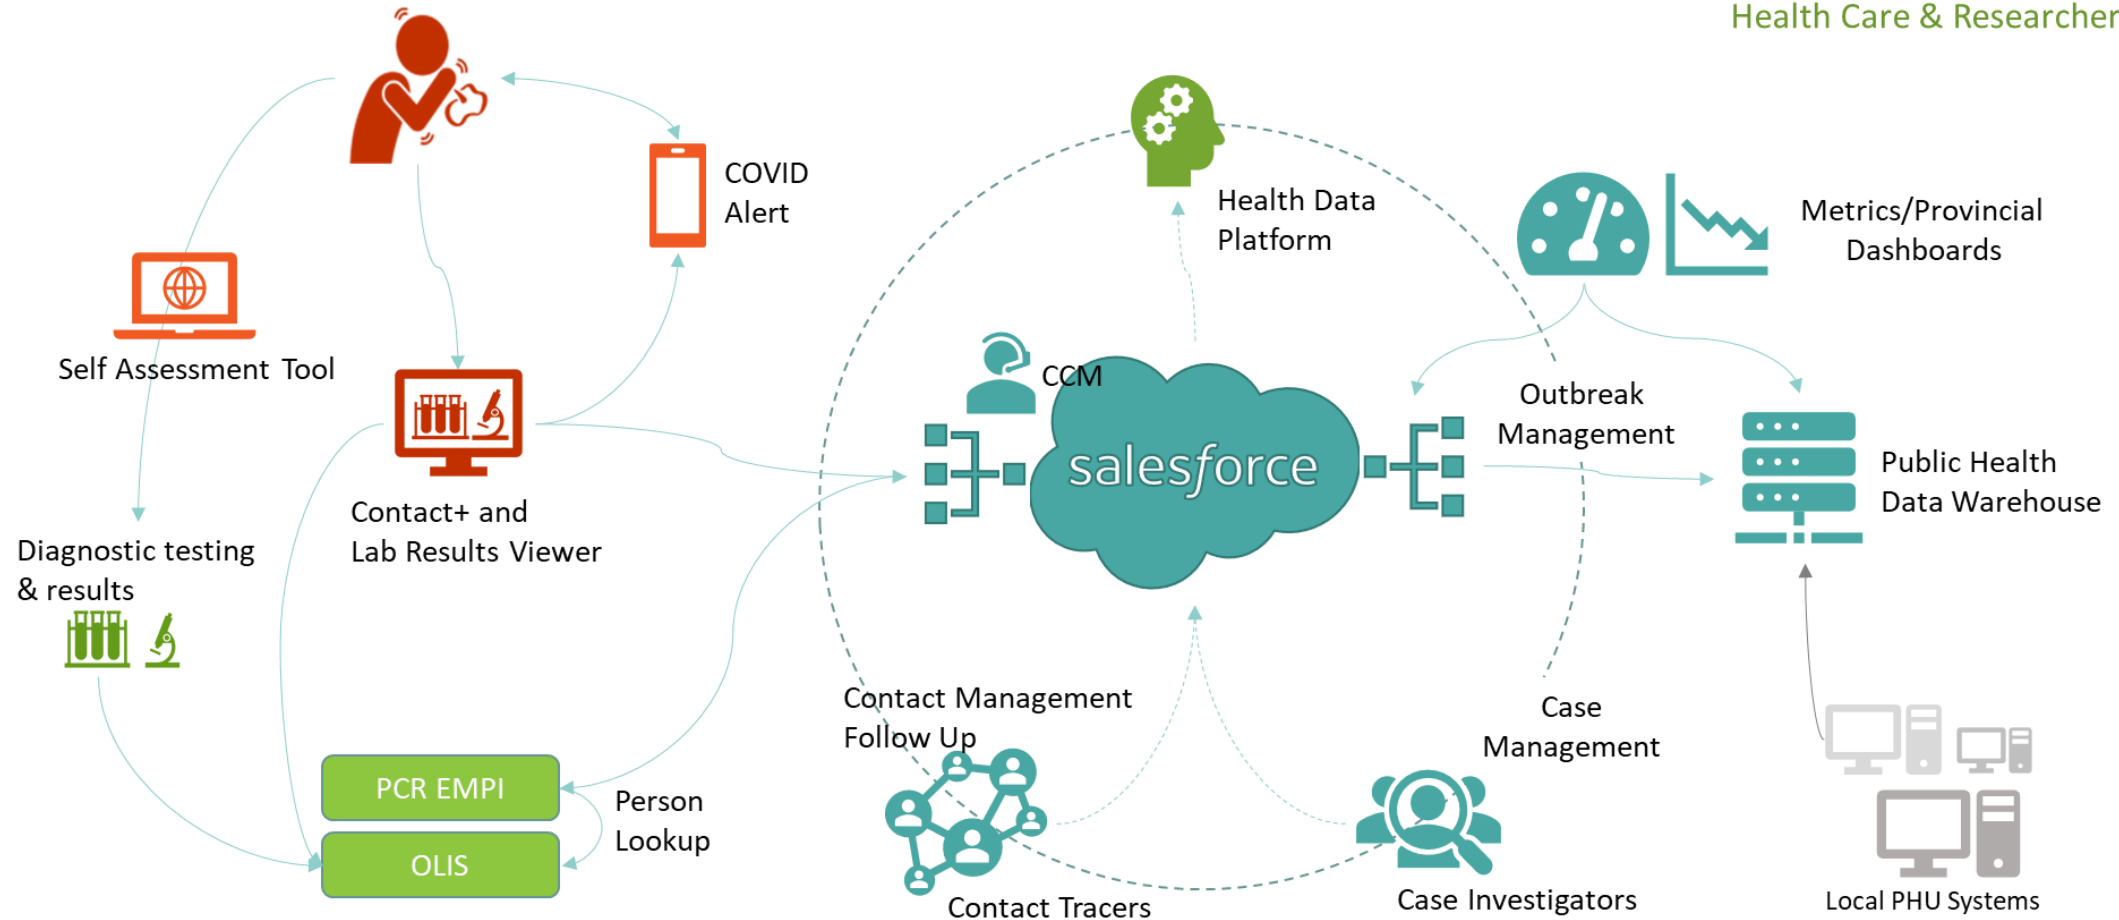 Health Care & Researcher
COVID
Alert
Health Data
Platform
Metrics/Provincial
Dashboards
Self Assessment Tool
CCM
Outbreak
Management
salesforce
Public Health
Data Warehouse
Contact+ and
Lab Results Viewer
Diagnostic testing
& results
Contact Management
Follow Up
Case
Management
PCR EMPI
Person
Lookup
OLIS
Contact Tracers
Case Investigators
Local PHU Systems